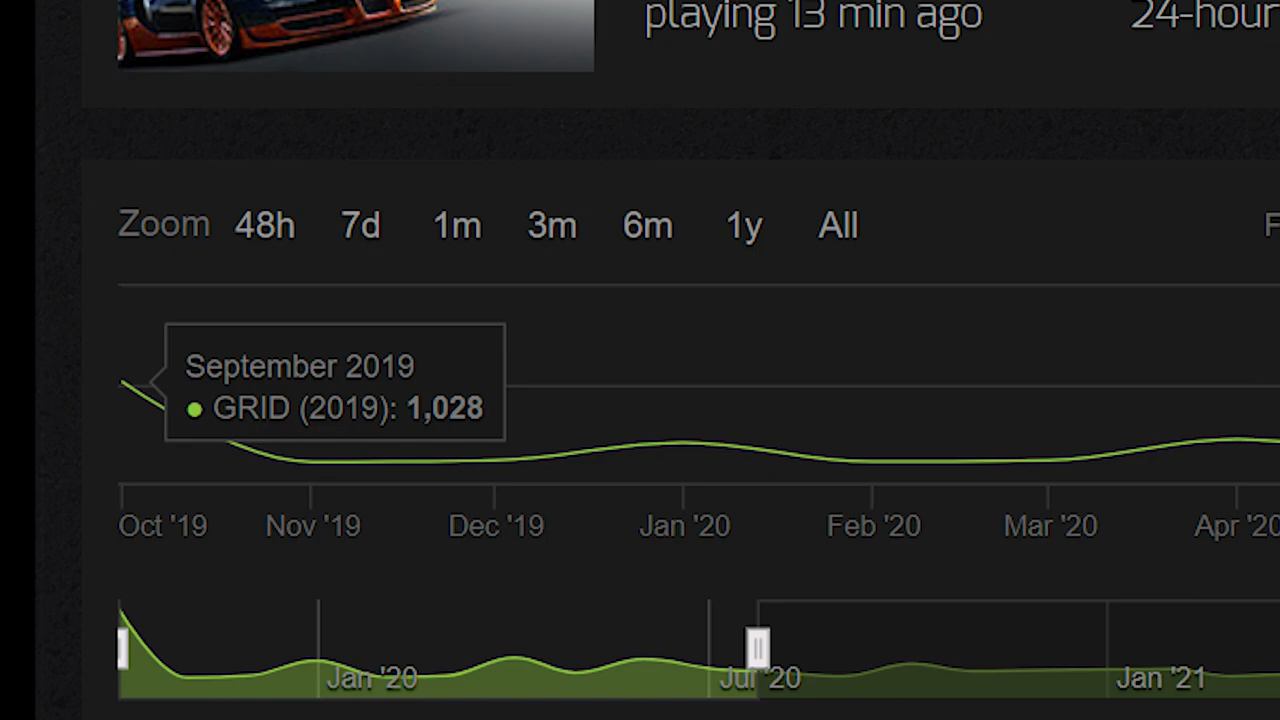 playing 13 min ago
24-hour
Zoom 48h 7d 1m 3m 6m 1y All
September 2019
GRID (2019): 1,028
Oct '19 Nov '19 Dec '19 Jan '20 Feb '20 Mar '20 Apr '20
Jan '20 Jul '20 Jan '21